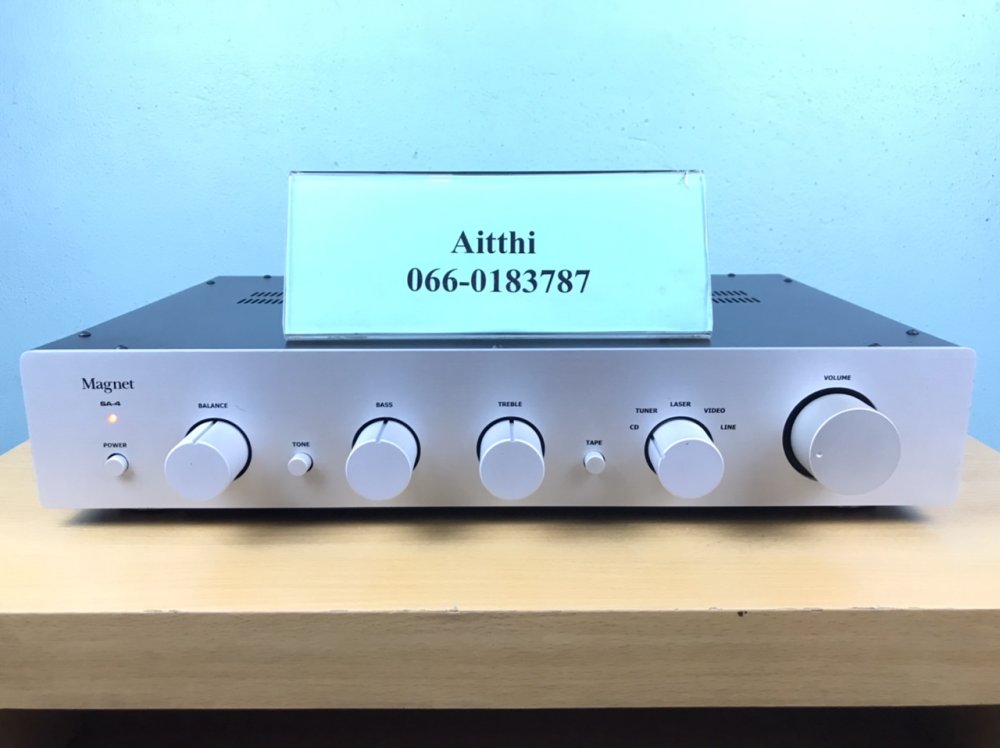 Aitthi
066-0183787
Magnet
SA-4
POWER
BALANCE
TONE
BASS
TREBLE
TAPE
CD
TUNER
LASER
VIDEO
LINE
VOLUME